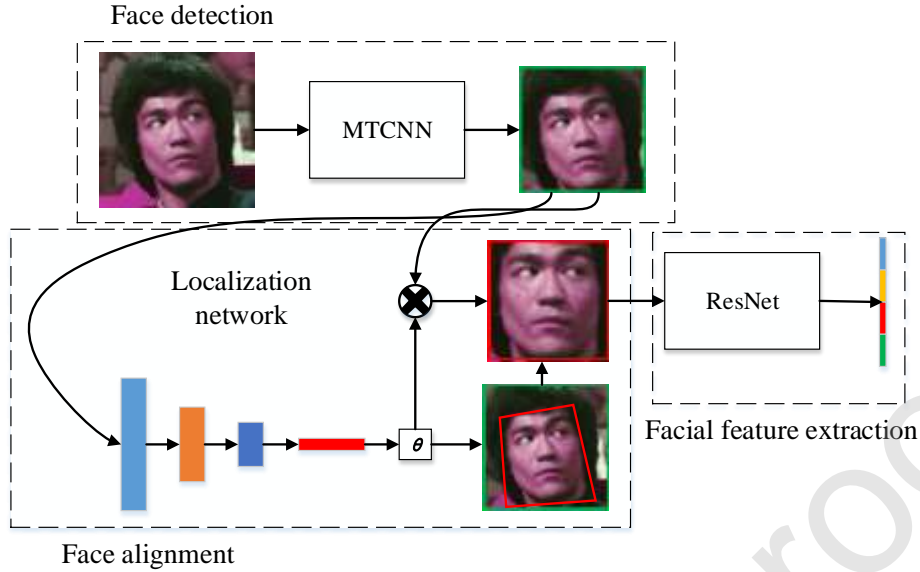 Face detection
MTCNN
Localization
network
ResNet
θ
Facial feature extraction
Face alignment